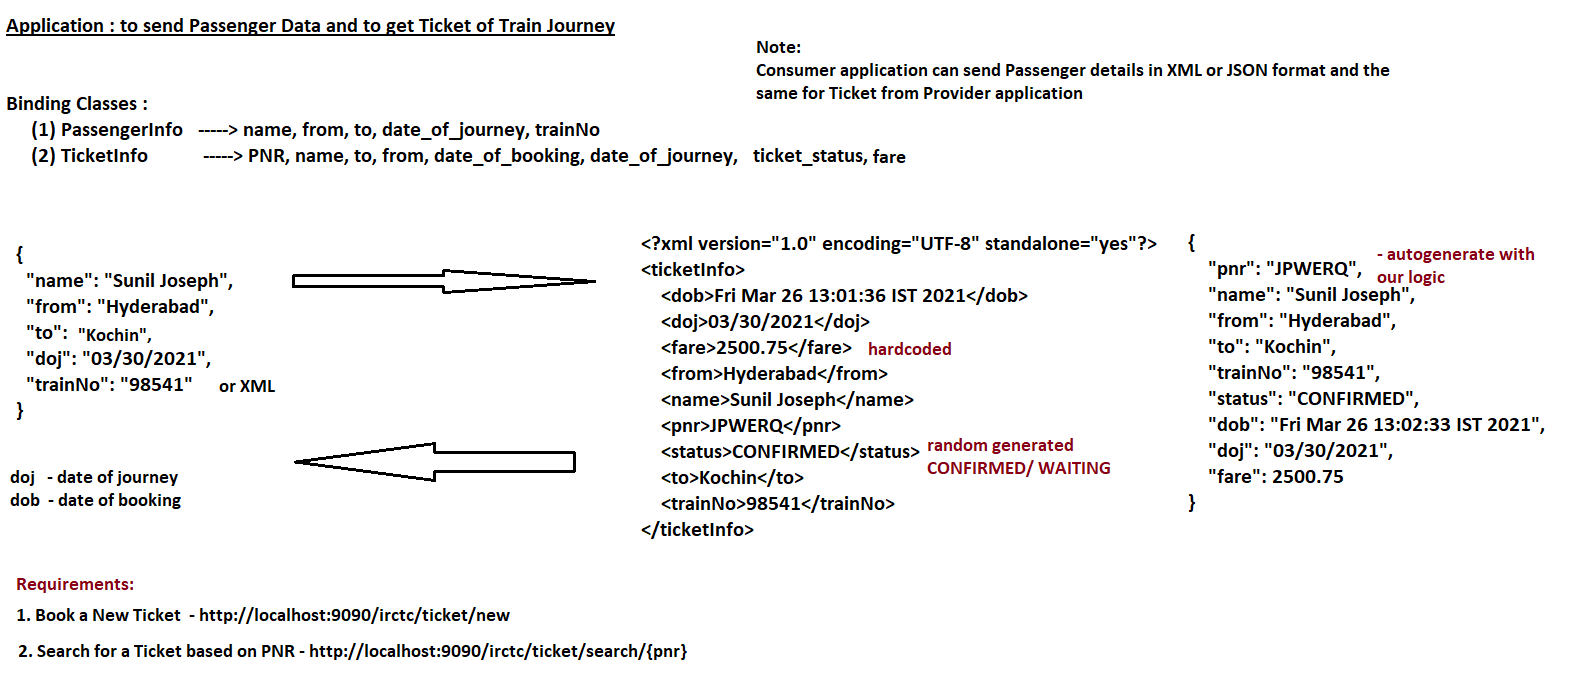 Application : to send Passenger Data and to get Ticket of Train Journey
Note:
Consumer application can send Passenger details in XML or JSON format and the
same for Ticket from Provider application
Binding Classes :
(1) PassengerInfo -----> name, from, to, date_of_journey, trainNo
(2) TicketInfo -----> PNR, name, to, from, date_of_booking, date_of_journey, ticket_status, fare
{
"name": "Sunil Joseph",
"from": "Hyderabad",
"to": "Kochin",
"doj": "03/30/2021",
"trainNo": "98541" or XML
}
doj - date of journey
dob - date of booking
<?xml version="1.0" encoding="UTF-8" standalone="yes"?>
<ticketInfo>
<dob>Fri Mar 26 13:01:36 IST 2021</dob>
<doj>03/30/2021</doj>
<fare>2500.75</fare> hardcoded
<from>Hyderabad</from>
<name>Sunil Joseph</name>
<pnr>JPWERQ</pnr>
<status>CONFIRMED</status> random generated
CONFIRMED/ WAITING
<to>Kochin</to>
<trainNo>98541</trainNo>
</ticketInfo>
{
"pnr": "JPWERQ", - autogenerate with
our logic
"name": "Sunil Joseph",
"from": "Hyderabad",
"to": "Kochin",
"trainNo": "98541",
"status": "CONFIRMED",
"dob": "Fri Mar 26 13:02:33 IST 2021",
"doj": "03/30/2021",
"fare": 2500.75
}
Requirements:
1. Book a New Ticket - http://localhost:9090/irctc/ticket/new
2. Search for a Ticket based on PNR - http://localhost:9090/irctc/ticket/search/{pnr}